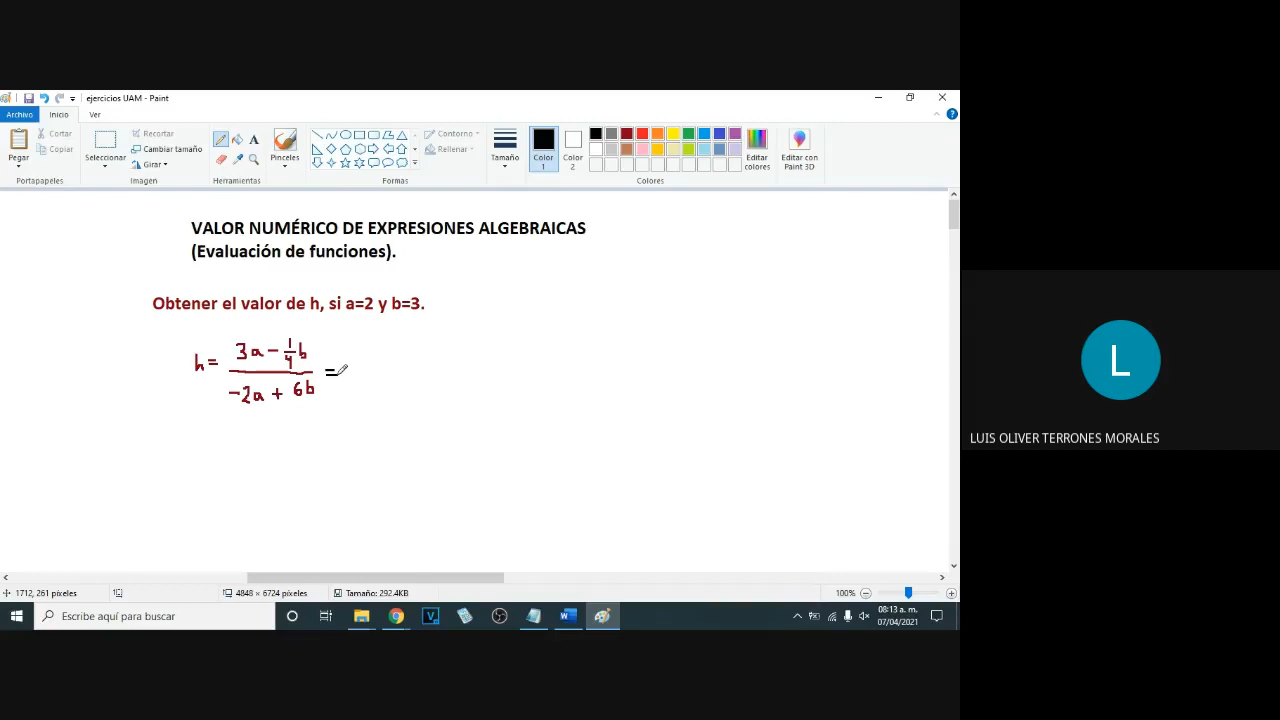 ejercicios UAM - Paint
Archivo Inicio Ver
Pegar
Cortar
Copiar
Portapapeles
Seleccionar
Recortar
Cambiar tamaño
Girar
Imagen
A
Herramientas
Pinceles
Contorno
Rellenar
Formas
Tamaño
Color 1
Color 2
Editar colores
Editar con Paint 3D
Colores
VALOR NUMÉRICO DE EXPRESIONES ALGEBRAICAS
(Evaluación de funciones).
Obtener el valor de h, si a=2 y b=3.
h = (3a - 1/4 b) / (-2a + 6b) =
L
LUIS OLIVER TERRONES MORALES
1712, 261 píxeles
4848 × 6724 píxeles
Tamaño: 292.4KB
100%
Escribe aquí para buscar
08:13 a. m.
07/04/2021